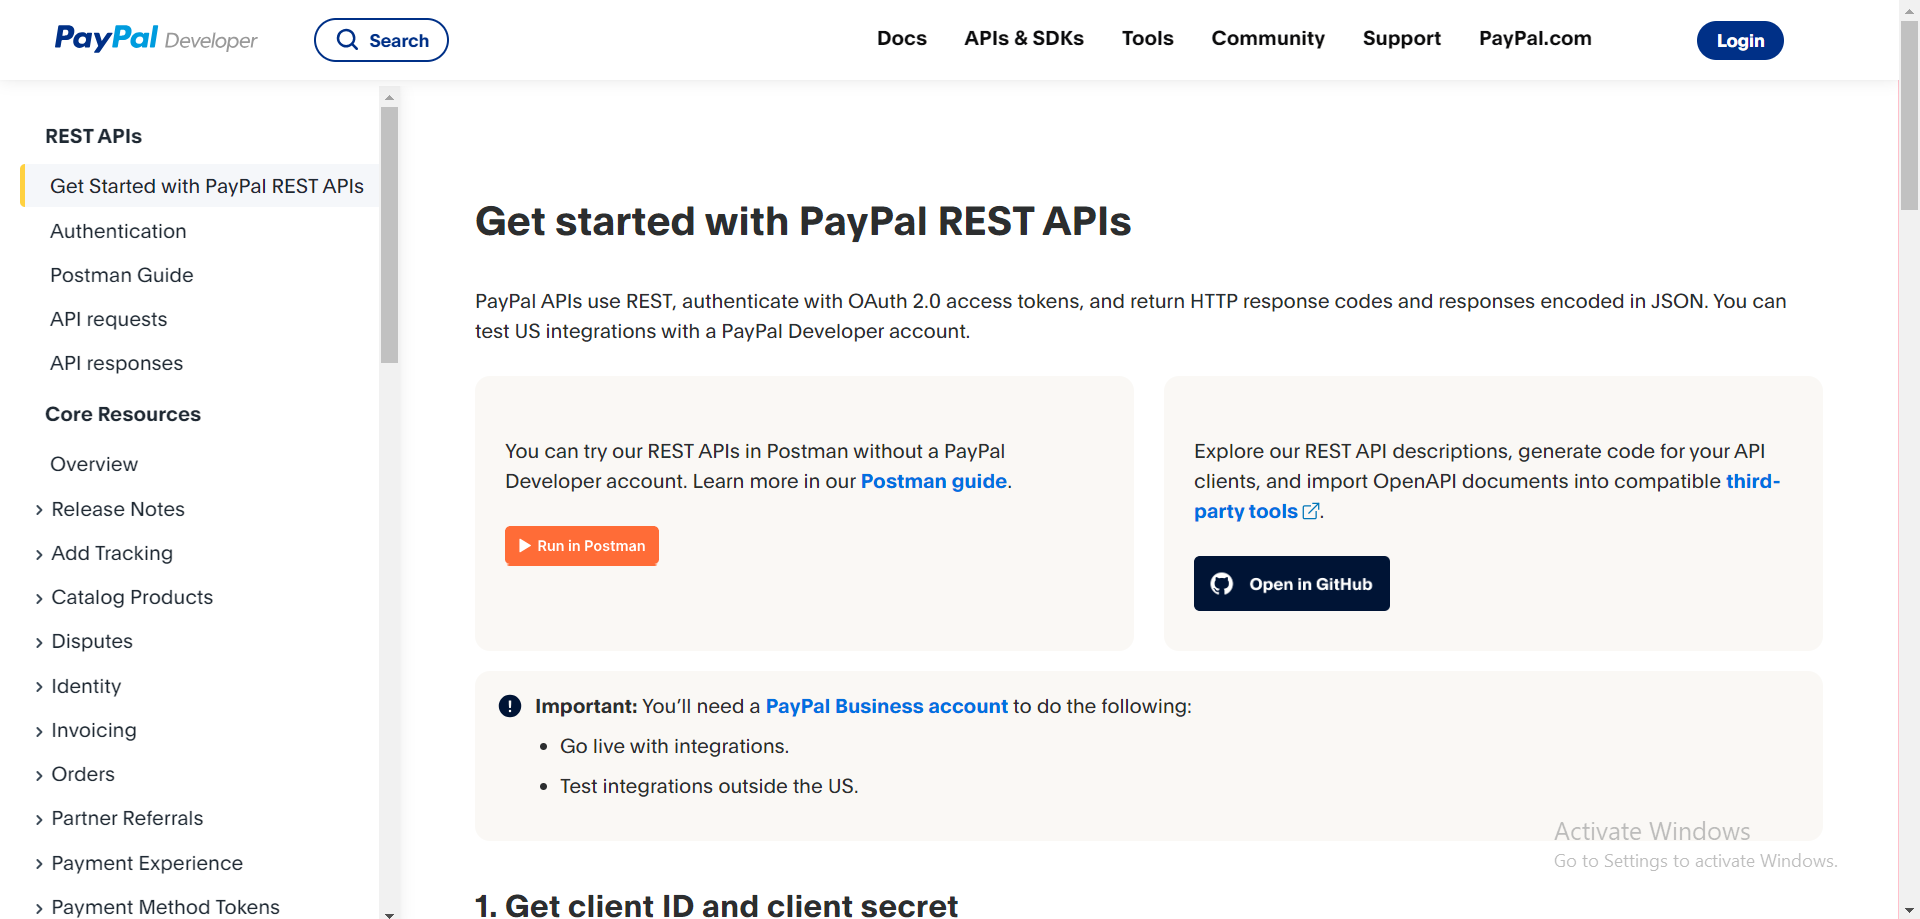 PayPal Developer
Search
Docs
APIs & SDKs
Tools
Community
Support
PayPal.com
Login
REST APIs
Get Started with PayPal REST APIs
Authentication
Postman Guide
API requests
API responses
Core Resources
Overview
Release Notes
Add Tracking
Catalog Products
Disputes
Identity
Invoicing
Orders
Partner Referrals
Payment Experience
Payment Method Tokens
Get started with PayPal REST APIs
PayPal APIs use REST, authenticate with OAuth 2.0 access tokens, and return HTTP response codes and responses encoded in JSON. You can
test US integrations with a PayPal Developer account.
You can try our REST APIs in Postman without a PayPal
Developer account. Learn more in our Postman guide.
Run in Postman
Explore our REST API descriptions, generate code for your API
clients, and import OpenAPI documents into compatible third-
party tools.
Open in GitHub
Important: You’ll need a PayPal Business account to do the following:
• Go live with integrations.
• Test integrations outside the US.
Activate Windows
Go to Settings to activate Windows.
1. Get client ID and client secret